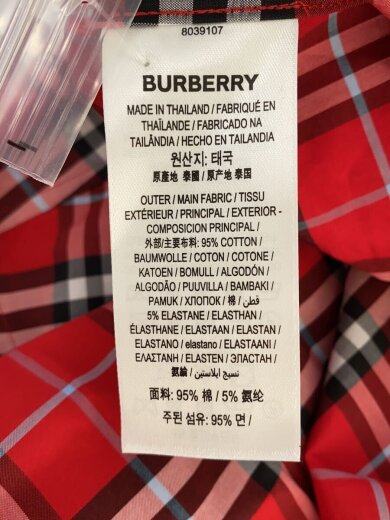 8039107
BURBERRY
MADE IN THAILAND / FABRIQUÉ EN
THAÏLANDE / FABRICADO NA
TAILÂNDIA / HECHO EN TAILANDIA
원산지: 태국
原產地 泰國 / 原产地 泰国
OUTER / MAIN FABRIC / TISSU
EXTÉRIEUR / PRINCIPAL / EXTERIOR -
COMPOSICION PRINCIPAL /
外部/主要布料: 95% COTTON /
BAUMWOLLE / COTON / COTONE /
KATOEN / BOMULL / ALGODÓN /
ALGODÃO / PUUVILLA / BAMBAKI /
PAMUK / ХЛОПОК / 棉 / قطن /
5% ELASTANE / ELASTHAN /
ÉLASTHANE / ELASTAAN / ELASTAN /
ELASTANO / elastano / ELASTAANI /
ΕΛΑΣΤΑΝΗ / ELASTEN / ЭЛАСТАН /
氨綸 / نسيج ايلاستين /
面料: 95% 棉 / 5% 氨纶
주된 섬유: 95% 면 /